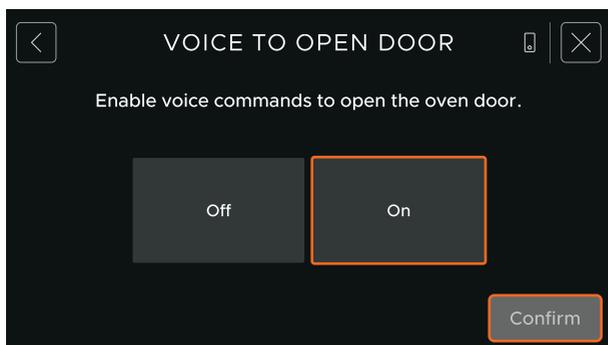 VOICE TO OPEN DOOR
Enable voice commands to open the oven door.
Off
On
Confirm